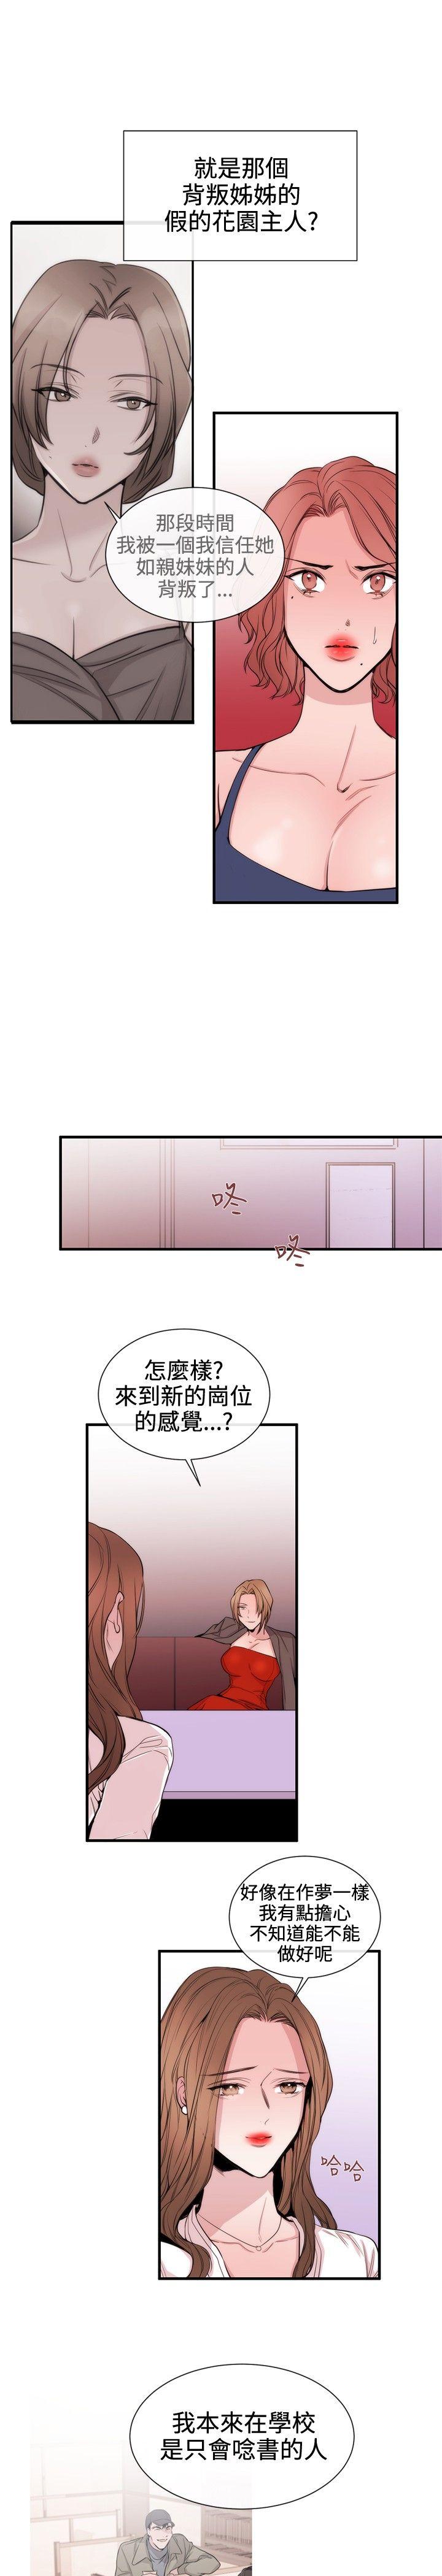 就是那個
背叛姊姊的
假的花園主人?
那段時間
我被一個我信任她
如親妹妹的人
背叛了...
咚
咚
怎麼樣?
來到新的崗位
的感覺...?
好像在作夢一樣
我有點擔心
不知道能不能
做好呢
哈哈
我本來在學校
是只會唸書的人